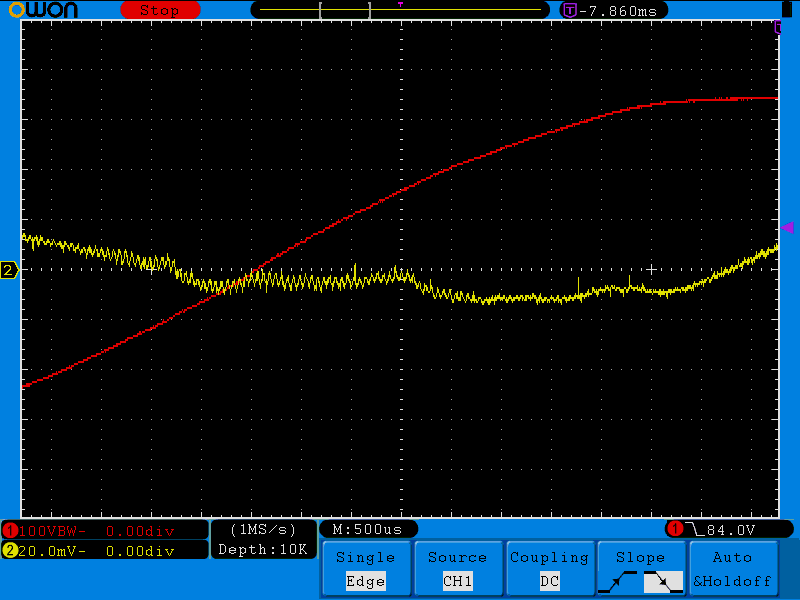 OWON Stop T -7.860ms
T
2
1 100VBW- 0.00div (1MS/s) M:500us 1 84.0V
2 20.0mV- 0.00div Depth:10K
Single Source Coupling Slope Auto
Edge CH1 DC &Holdoff